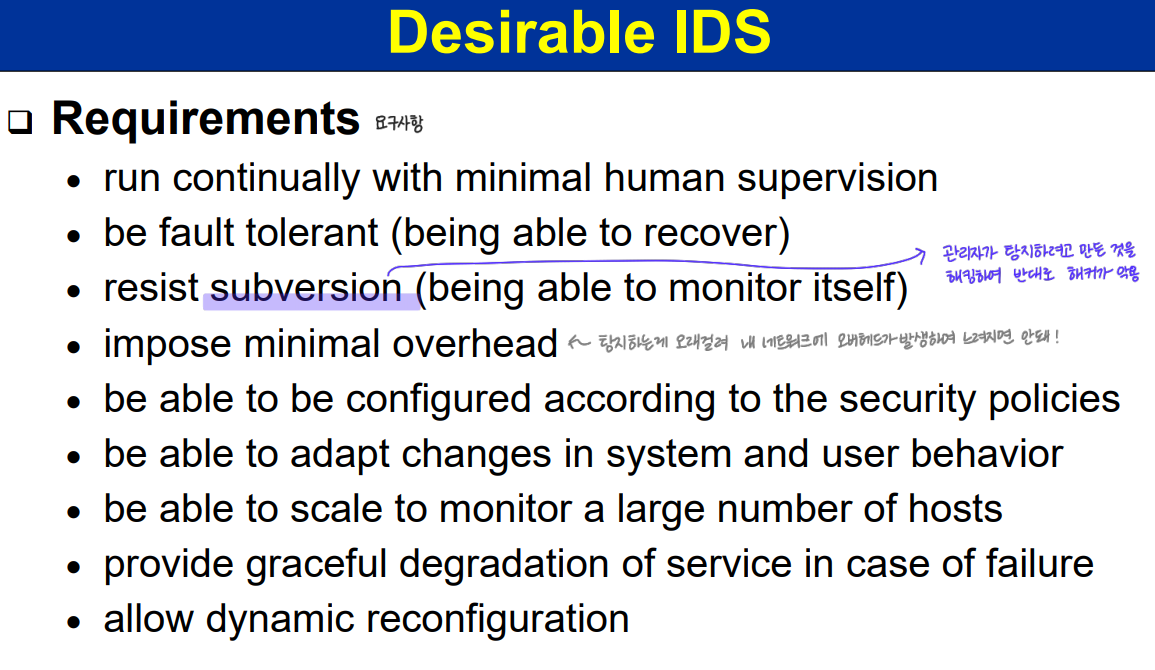 Desirable IDS
Requirements 요구사항
run continually with minimal human supervision
be fault tolerant (being able to recover)
관리자가 탐지하려고 만든 것을
resist subversion (being able to monitor itself)
해킹하여 반대로 해커가 악용
impose minimal overhead ← 탐지하는게 오래걸려 내 네트워크에 오버헤드가 발생하여 느려지면 안돼!
be able to be configured according to the security policies
be able to adapt changes in system and user behavior
be able to scale to monitor a large number of hosts
provide graceful degradation of service in case of failure
allow dynamic reconfiguration